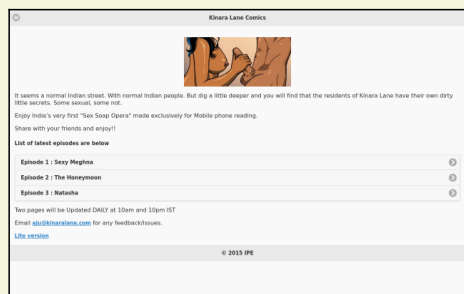 Kinara Lane Comics
It seems a normal Indian street. With normal Indian people. But dig a little deeper and you will find that the residents of Kinara Lane have their own dirty
little secrets. Some sexual, some not.
Enjoy India's very first "Sex Soap Opera" made exclusively for Mobile phone reading.
Share with your friends and enjoy!!
List of latest episodes are below
Episode 1 : Sexy Meghna
Episode 2 : The Honeymoon
Episode 3 : Natasha
Two pages will be Updated DAILY at 10am and 10pm IST
Email aju@kinaralane.com for any feedback/issues.
Lite version
© 2015 IPE